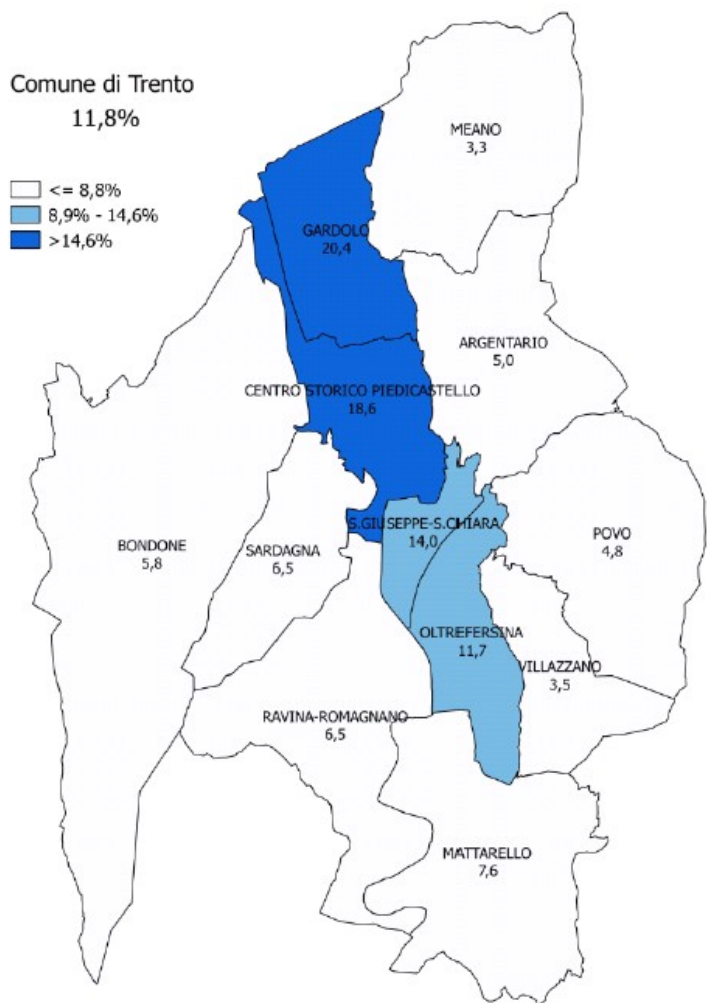 Comune di Trento
11,8%
<= 8,8%
8,9% - 14,6%
>14,6%
MEANO
3,3
GARDOLO
20,4
ARGENTARIO
5,0
CENTRO STORICO PIEDICASTELLO
18,6
S.GIUSEPPE-S.CHIARA
14,0
POVO
4,8
BONDONE
5,8
SARDAGNA
6,5
OLTREFERSINA
11,7
VILLAZZANO
3,5
RAVINA-ROMAGNANO
6,5
MATTARELLO
7,6